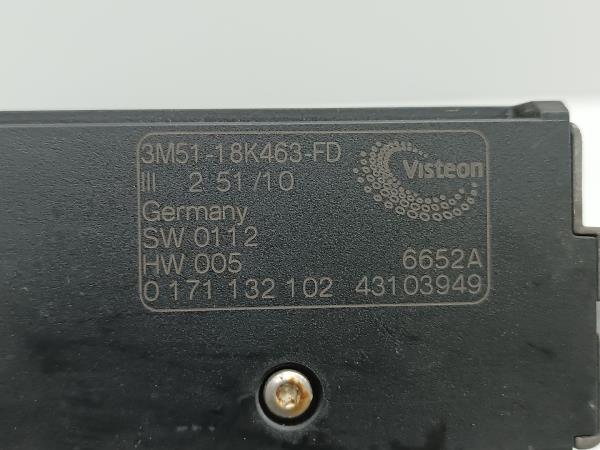 3M51-18K463-FD
III 2 51/10
Visteon
Germany
SW 0112
HW 005 6652A
0 171 132 102 43103949